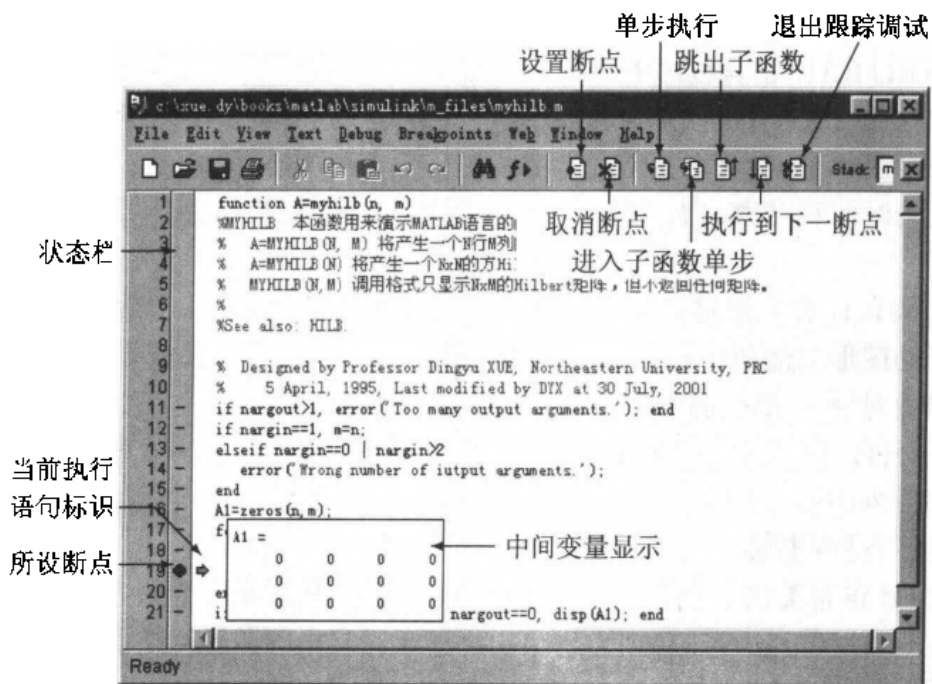 单步执行 退出跟踪调试
设置断点 跳出子函数
c:\xue.dy\books\matlab\simulink\m_files\myhilb.m
File Edit View Text Debug Breakpoints Web Window Help
Stack: m
1 function A=myhilb(n, m)
2 %MYHILB 本函数用来演示MATLAB语言的
3 % A=MYHILB(N, M) 将产生一个N行M列
4 % A=MYHILB(N) 将产生一个NxN的方Hi
5 % MYHILB(N,M) 调用格式只显示NxM的Hilbert矩阵,但不返回任何矩阵。
6 %
7 %See also: HILB.
8
9 % Designed by Professor Dingyu XUE, Northeastern University, PRC
10 % 5 April, 1995, Last modified by DYX at 30 July, 2001
11 - if nargout>1, error('Too many output arguments.'); end
12 - if nargin==1, m=n;
13 - elseif nargin==0 | nargin>2
14 - error('Wrong number of iutput arguments.');
15 - end
16 - A1=zeros(n,m);
17 - f
18 -
19
20 - e
21 - i nargout==0, disp(A1); end
取消断点 执行到下一断点
进入子函数单步
状态栏
当前执行
语句标识
所设断点
A1 =
0 0 0 0
0 0 0 0
0 0 0 0
中间变量显示
Ready